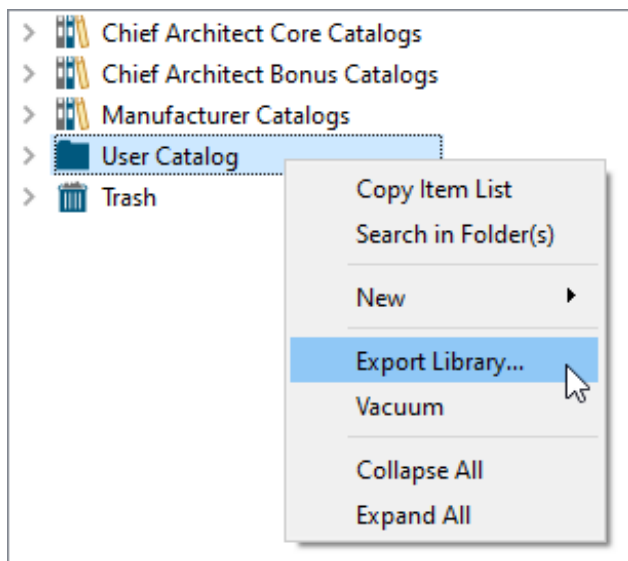 Chief Architect Core Catalogs
Chief Architect Bonus Catalogs
Manufacturer Catalogs
User Catalog
Trash
Copy Item List
Search in Folder(s)
New
Export Library...
Vacuum
Collapse All
Expand All